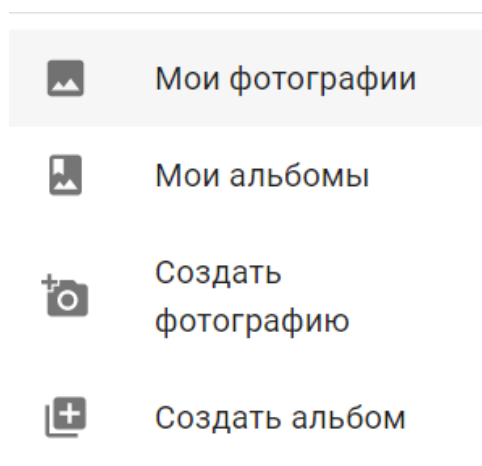 Мои фотографии
Мои альбомы
Создать
фотографию
Создать альбом